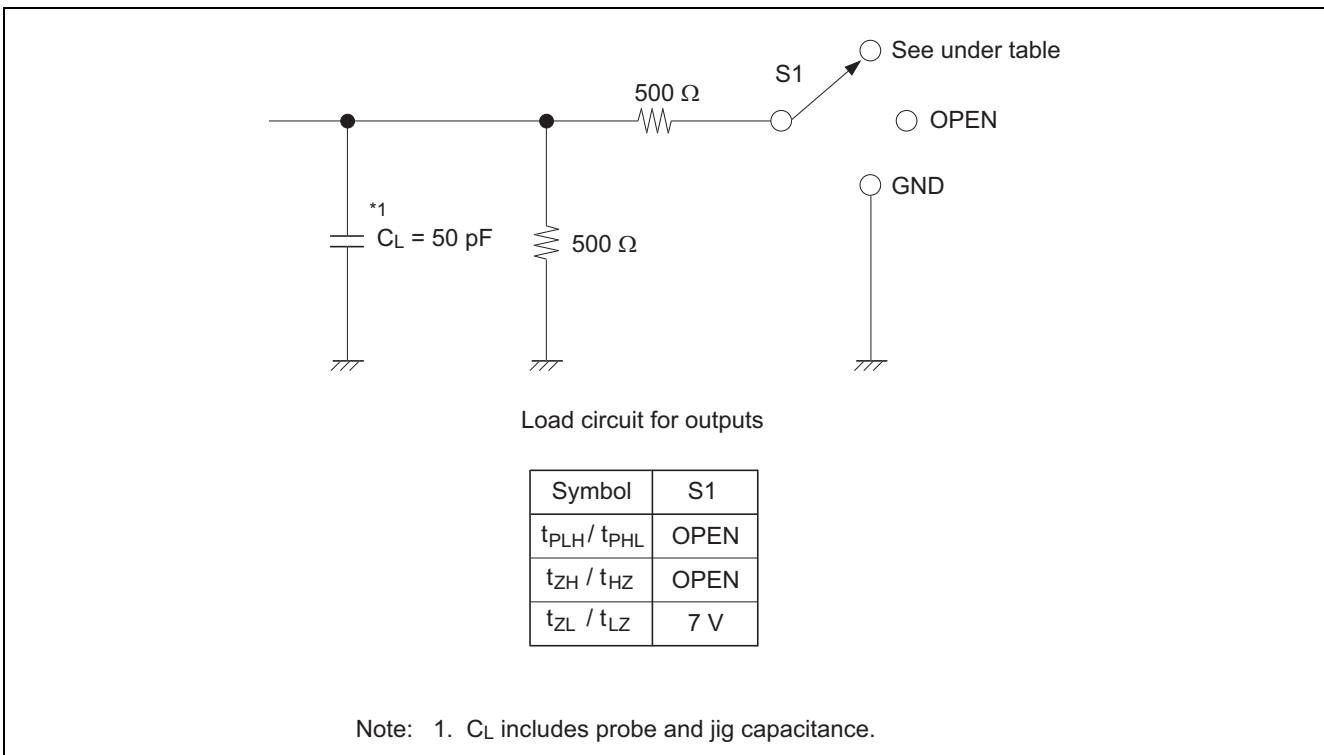 See under table
S1
500 Ω
OPEN
GND
*1
CL = 50 pF
500 Ω
Load circuit for outputs
Symbol S1
tPLH / tPHL OPEN
tZH / tHZ OPEN
tZL / tLZ 7 V
Note: 1. CL includes probe and jig capacitance.